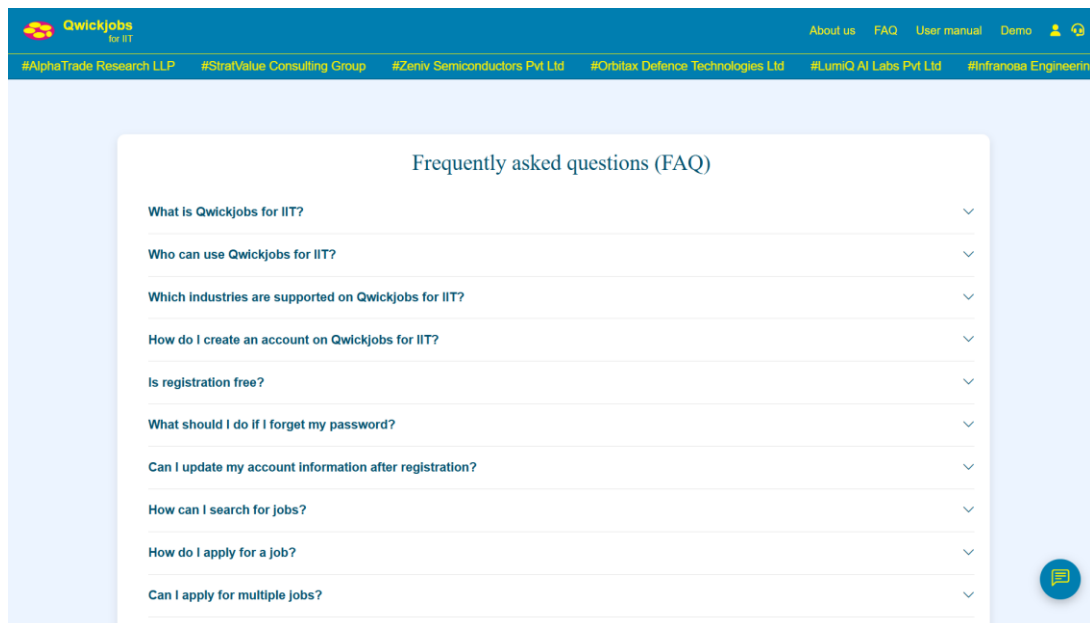 Qwickjobs
for IIT
About us FAQ User manual Demo
#AlphaTrade Research LLP #StratValue Consulting Group #Zeniv Semiconductors Pvt Ltd #Orbitax Defence Technologies Ltd #LumiQ AI Labs Pvt Ltd #Infranoвa Engineerin
Frequently asked questions (FAQ)
What is Qwickjobs for IIT?
Who can use Qwickjobs for IIT?
Which industries are supported on Qwickjobs for IIT?
How do I create an account on Qwickjobs for IIT?
Is registration free?
What should I do if I forget my password?
Can I update my account information after registration?
How can I search for jobs?
How do I apply for a job?
Can I apply for multiple jobs?